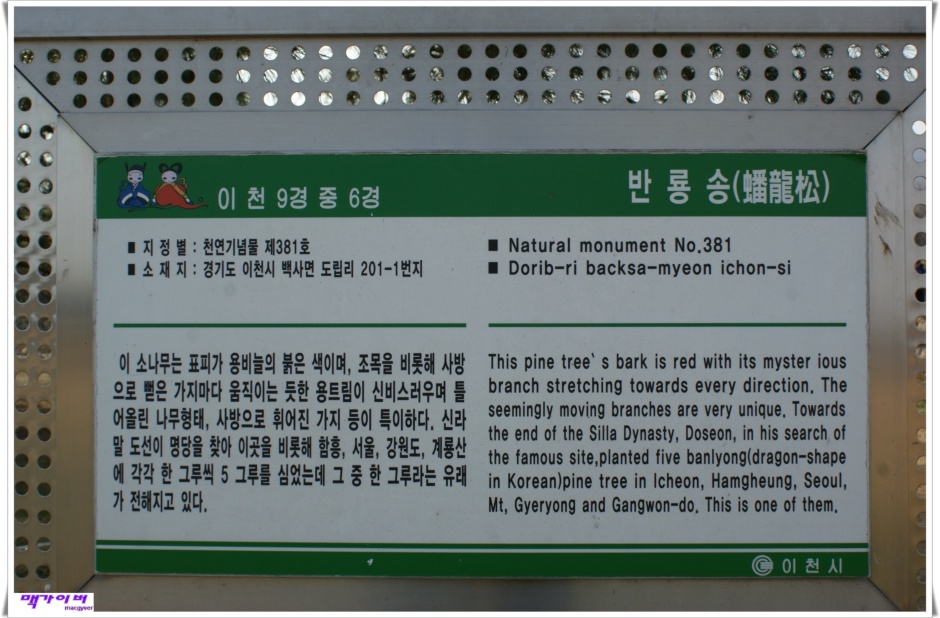 이천 9경 중 6경
반 룡 송(蟠龍松)
■ 지 정 별 : 천연기념물 제381호
■ 소 재 지 : 경기도 이천시 백사면 도립리 201-1번지
■ Natural monument No.381
■ Dorib-ri backsa-myeon ichon-si
이 소나무는 표피가 용비늘의 붉은 색이며, 조목을 비롯해 사방
으로 뻗은 가지마다 움직이는 듯한 용트림이 신비스러우며 틀
어올린 나무형태, 사방으로 휘어진 가지 등이 특이하다. 신라
말 도선이 명당을 찾아 이곳을 비롯해 함흥, 서울, 강원도, 계룡산
에 각각 한 그루씩 5 그루를 심었는데 그 중 한 그루라는 유래
가 전해지고 있다.
This pine tree`s bark is red with its myster ious
branch stretching towards every direction. The
seemingly moving branches are very unique. Towards
the end of the Silla Dynasty, Doseon, in his search of
the famous site,planted five banlyong(dragon-shape
in Korean)pine tree in Icheon, Hamgheung, Seoul,
Mt, Gyeryong and Gangwon-do. This is one of them.
이천시
맥가이버
macgyver